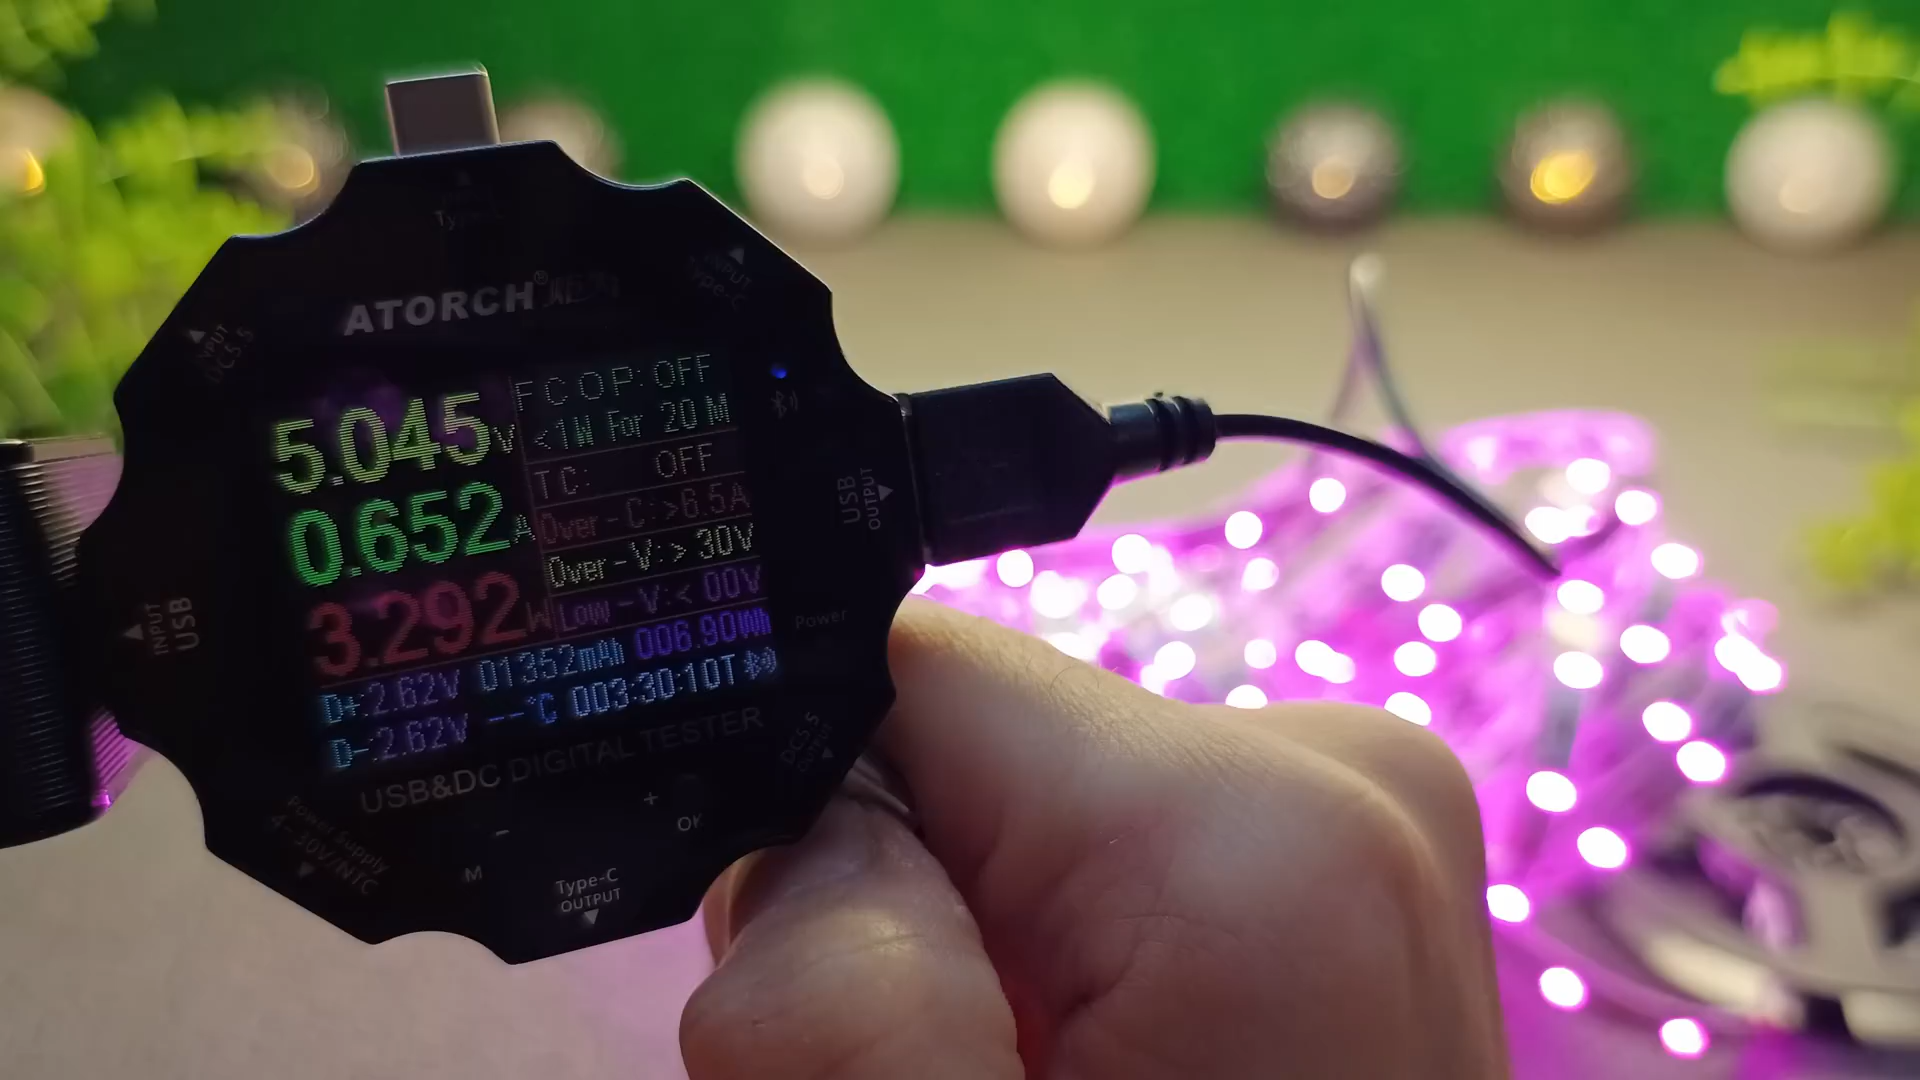 ATORCH®
INPUT
Type-C
INPUT
DC5.5
5.045V
0.652A
3.292W
FCOP: OFF
<1W For 20 M
TC: OFF
Over-C:>6.5A
Over-V:> 30V
Low-V:< 00V
01352mAh 006.90Wh
D+:2.62V
--°C 003:30:10T
D-:2.62V
USB&DC DIGITAL TESTER
USB
OUTPUT
Power
INPUT
USB
DC5.5
OUTPUT
Power Supply
4-30V/NTC
+
-
OK
M
Type-C
OUTPUT